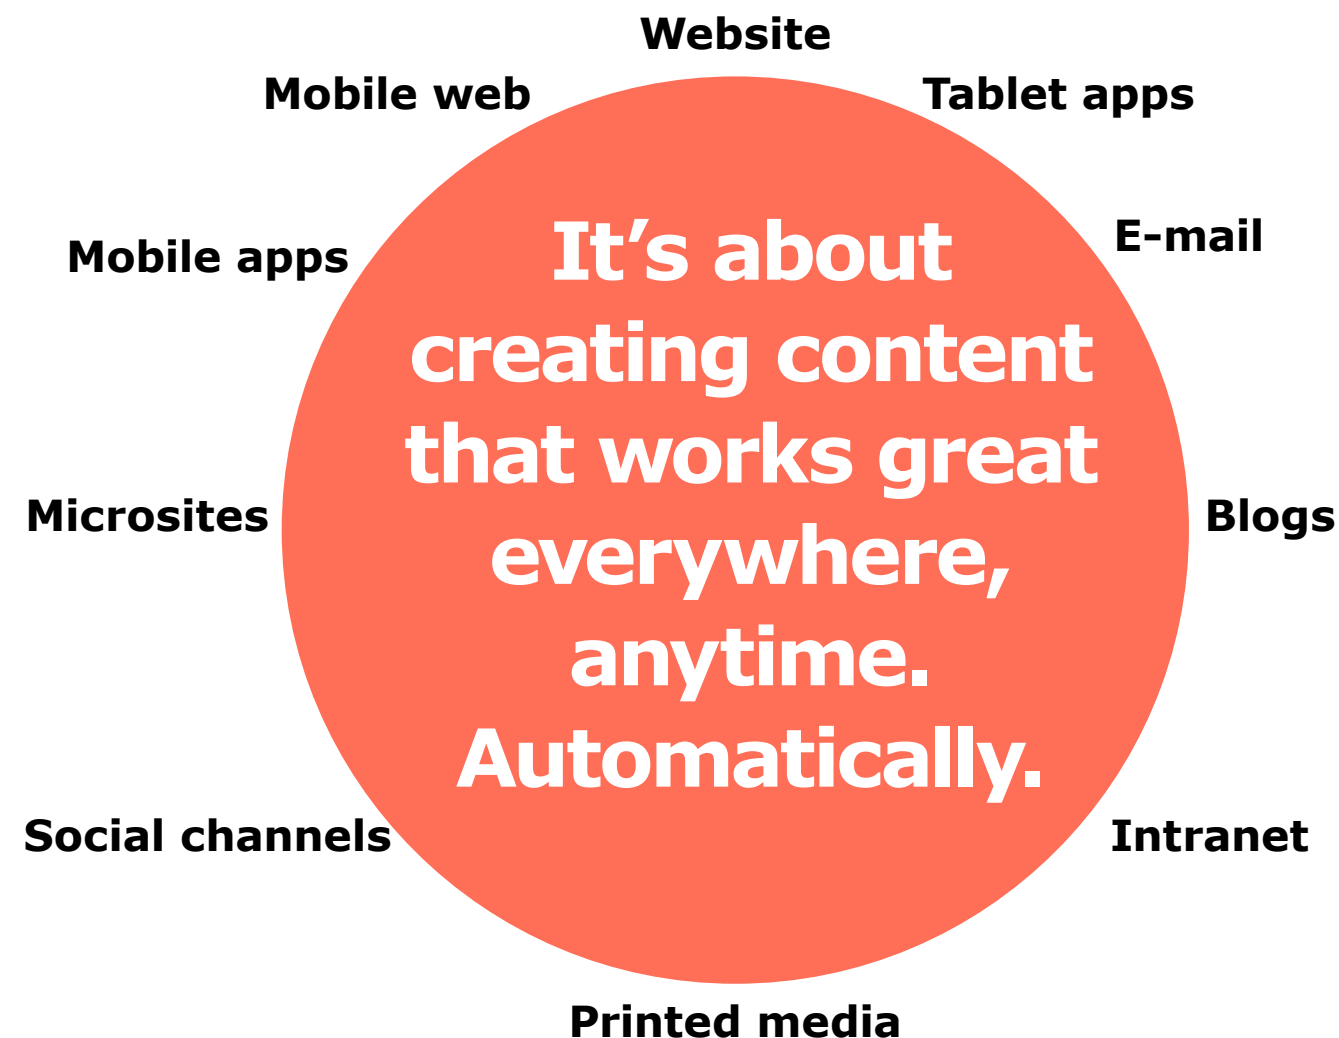 Website
Mobile web
Tablet apps
E-mail
Mobile apps
It’s about
creating content
that works great
everywhere,
anytime.
Automatically.
Microsites
Blogs
Social channels
Intranet
Printed media